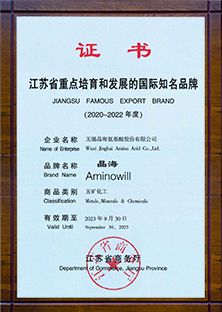 证书
江苏省重点培育和发展的国际知名品牌
JIANGSU FAMOUS EXPORT BRAND
(2020-2022年度)
企业名称 无锡晶海氨基酸股份有限公司
Name of Enterprise Wuxi Jinghai Amino Acid Co.,Ltd.
品牌名称 晶海
Brand Name Aminowill
商品类别 五矿化工
Classification Metals, Minerals & Chemicals
有效期至 2023年9月30日
Valid Until September 30, 2023
江苏省商务厅
Department of Commerce, Jiangsu Province